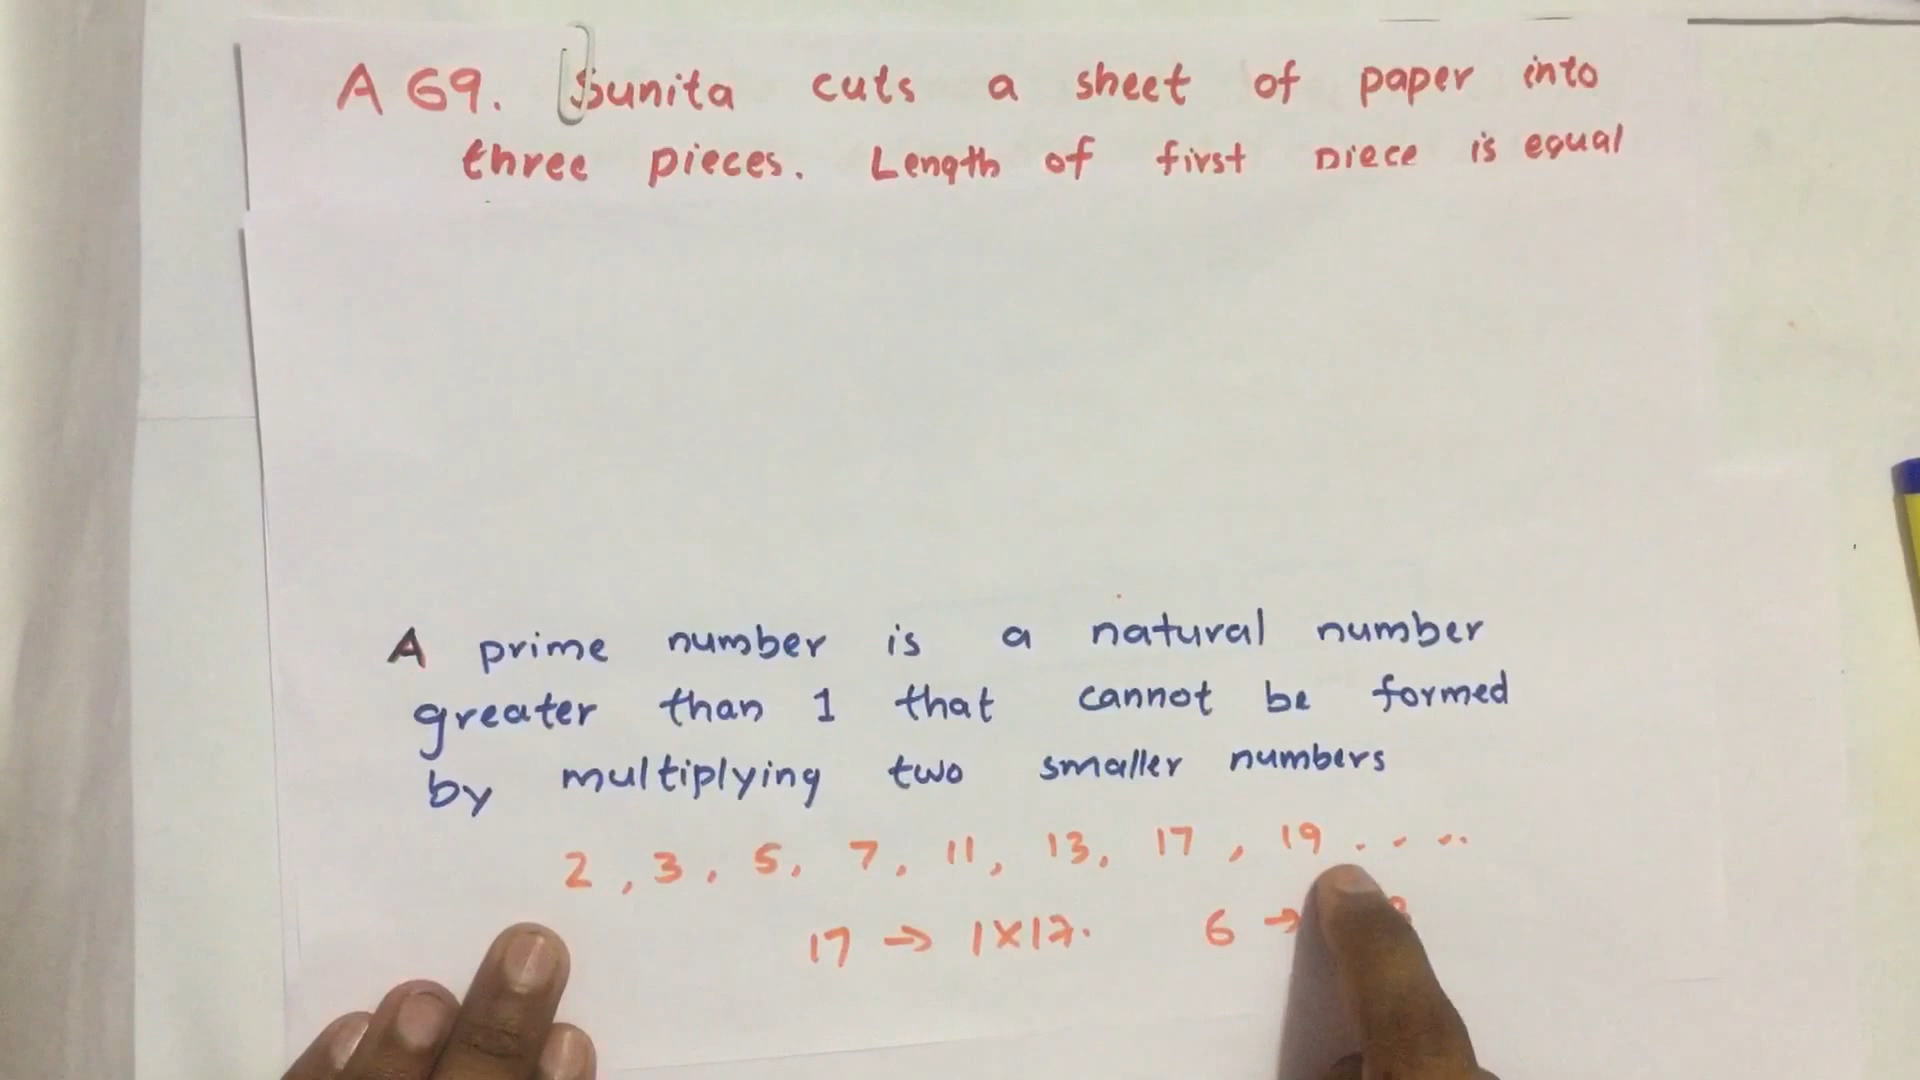 A 69. Sunita cuts a sheet of paper into
three pieces. Length of first piece is equal
A prime number is a natural number
greater than 1 that cannot be formed
by multiplying two smaller numbers
2, 3, 5, 7, 11, 13, 17, 19 . . . .
17 → 1×17. 6 →